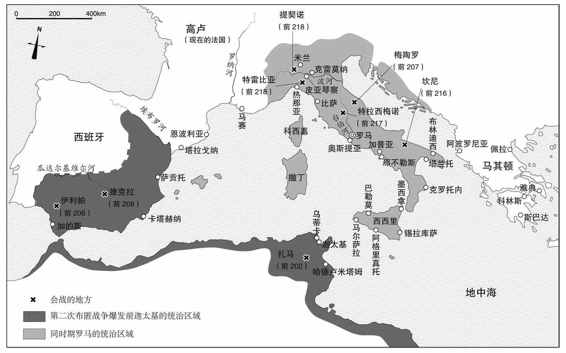 0 200 400km
N
高卢
（现在的法国）
罗纳河
提契诺
（前 218）
米兰
克雷莫纳
波河
特雷比亚
（前 218）
皮亚琴察
热那亚
比萨
梅陶罗
（前 207）
坎尼
（前 216）
特拉西梅诺
（前 217）
埃布罗河
恩波利亚
马赛
西班牙
塔拉戈纳
科西嘉
罗马
奥斯提亚
加普亚
那不勒斯
布林迪西
塔兰托
阿波罗尼亚
佩拉
马其顿
瓜达尔基维尔河
萨贡托
撒丁
伊利帕
（前 206）
（前 208）
加的斯
卡塔赫纳
巴勒莫
墨西拿
克罗托内
雅典
科林斯
斯巴达
乌蒂卡
迦太基
马尔萨拉
西西里
阿格里真托
锡拉库萨
扎马
（前 202）
哈德卢米塔姆
地中海
会战的地方
第二次布匿战争爆发前迦太基的统治区域
同时期罗马的统治区域